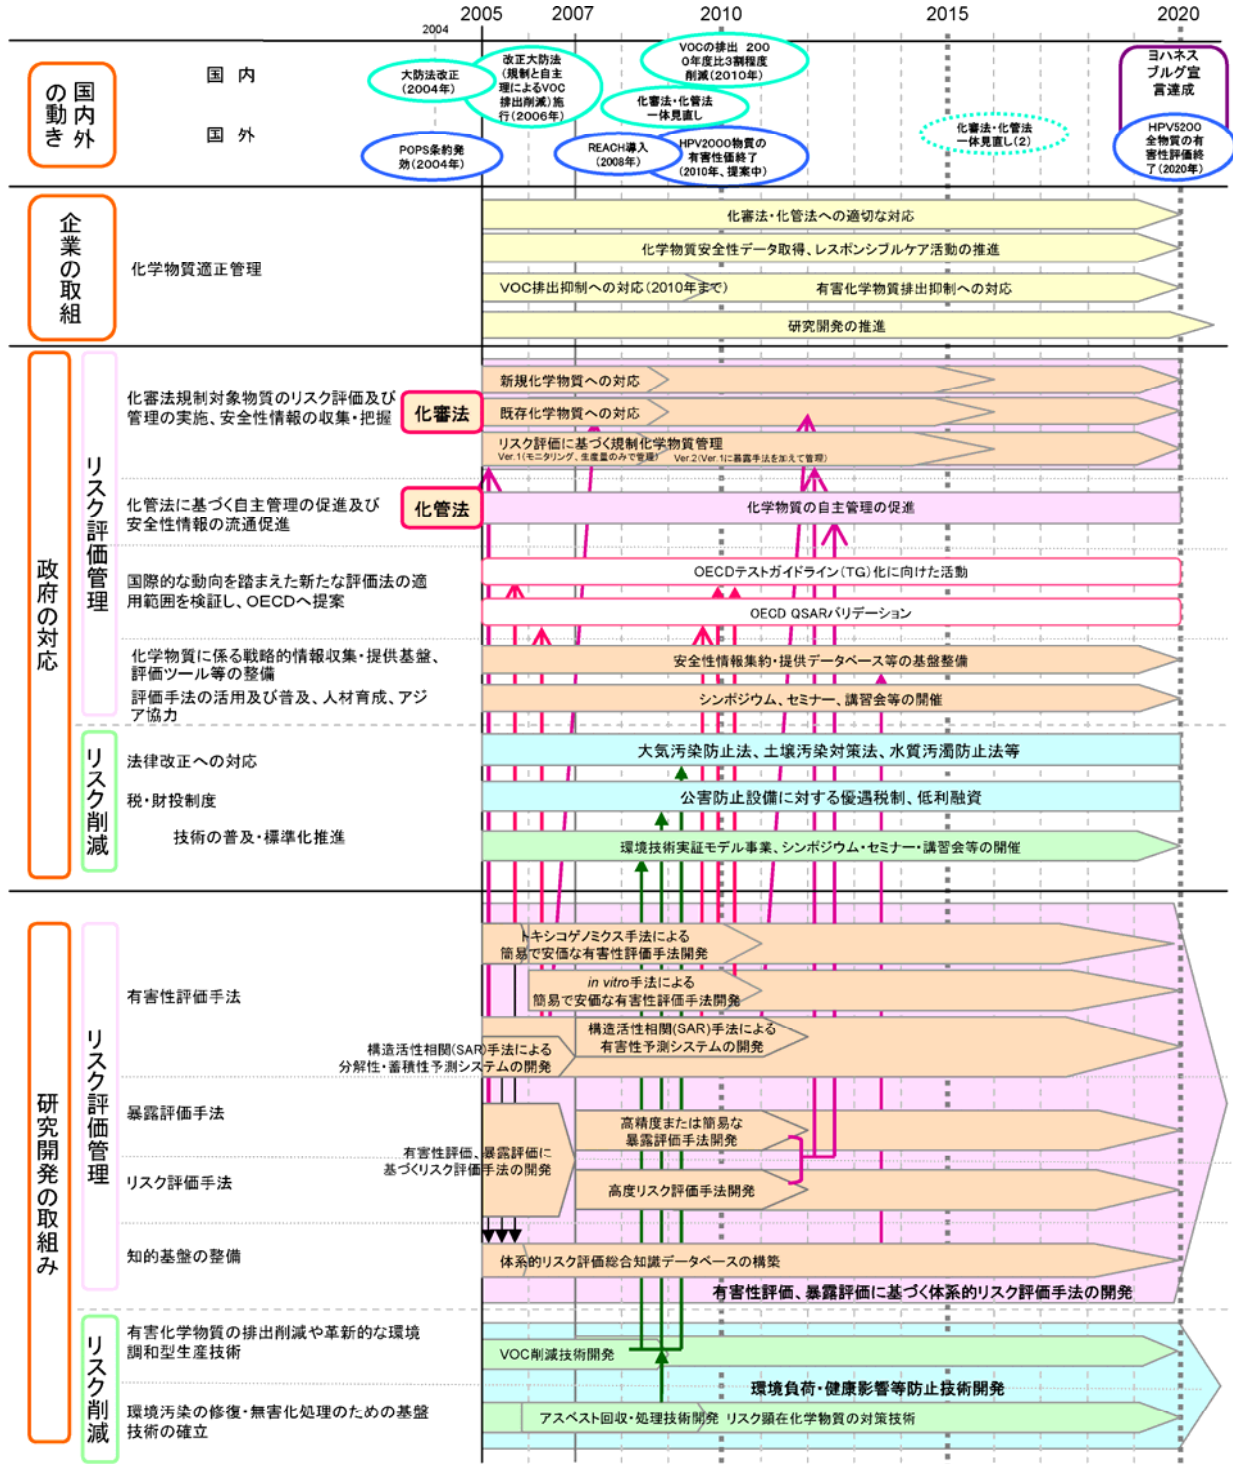 2005
2007
2010
2015
2020
2004
国内外の動き
国 内
国 外
大防法改正
(2004年)
改正大防法
(規制と自主
理によるVOC
排出削減)施
行(2006年)
VOCの排出 200
0年度比3割程度
削減(2010年)
化審法・化管法
一体見直し
化審法・化管法
一体見直し(2)
ヨハネス
ブルグ宣
言達成
POPS条約発
効(2004年)
REACH導入
(2008年)
HPV2000物質の
有害性価終了
(2010年、提案中)
HPV5200
全物質の有
害性評価終
了(2020年)
企業の取組
化学物質適正管理
化審法・化管法への適切な対応
化学物質安全性データ取得、レスポンシブルケア活動の推進
VOC排出抑制への対応(2010年まで)
有害化学物質排出抑制への対応
研究開発の推進
政府の対応
リスク評価管理
化審法規制対象物質のリスク評価及び
管理の実施、安全性情報の収集・把握
化審法
新規化学物質への対応
既存化学物質への対応
リスク評価に基づく規制化学物質管理
Ver.1(モニタリング、生産量のみで管理)
Ver.2(Ver.1に暴露手法を加えて管理)
化管法に基づく自主管理の促進及び
安全性情報の流通促進
化管法
化学物質の自主管理の促進
国際的な動向を踏まえた新たな評価法の適
用範囲を検証し、OECDへ提案
OECDテストガイドライン(TG)化に向けた活動
OECD QSARバリデーション
化学物質に係る戦略的情報収集・提供基盤、
評価ツール等の整備
安全性情報集約・提供データベース等の基盤整備
評価手法の活用及び普及、人材育成、アジ
ア協力
シンポジウム、セミナー、講習会等の開催
リスク削減
法律改正への対応
大気汚染防止法、土壌汚染対策法、水質汚濁防止法等
税・財投制度
公害防止設備に対する優遇税制、低利融資
技術の普及・標準化推進
環境技術実証モデル事業、シンポジウム・セミナー・講習会等の開催
研究開発の取組み
リスク評価管理
有害性評価手法
トキシコゲノミクス手法による
簡易で安価な有害性評価手法開発
in vitro手法による
簡易で安価な有害性評価手法開発
構造活性相関(SAR)手法による
有害性予測システムの開発
構造活性相関(SAR)手法による
分解性・蓄積性予測システムの開発
暴露評価手法
高精度または簡易な
暴露評価手法開発
有害性評価、暴露評価に
基づくリスク評価手法の開発
リスク評価手法
高度リスク評価手法開発
知的基盤の整備
体系的リスク評価総合知識データベースの構築
有害性評価、暴露評価に基づく体系的リスク評価手法の開発
リスク削減
有害化学物質の排出削減や革新的な環境
調和型生産技術
VOC削減技術開発
環境負荷・健康影響等防止技術開発
環境汚染の修復・無害化処理のための基盤
技術の確立
アスベスト回収・処理技術開発
リスク顕在化学物質の対策技術